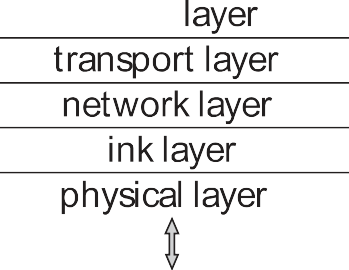 layer
transport layer
network layer
ink layer
physical layer